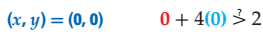 (x, y) = (0, 0) 0 + 4(0) ≯^? 2